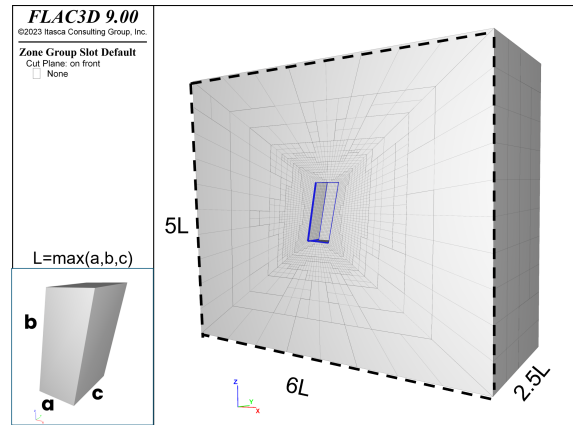 FLAC3D 9.00
©2023 Itasca Consulting Group, Inc.
Zone Group Slot Default
Cut Plane: on front
None
L=max(a,b,c)
b
a
c
5L
6L
2.5L
Z
Y
X